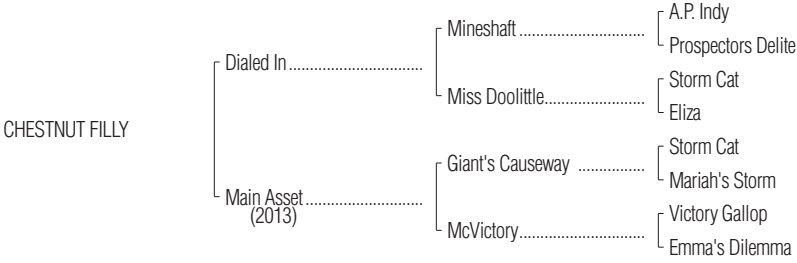 A.P. Indy
Mineshaft ..............................
Prospectors Delite
Dialed In ................................
Storm Cat
Miss Doolittle........................
Eliza
CHESTNUT FILLY
Storm Cat
Giant's Causeway ................
Mariah's Storm
Main Asset ............................
(2013)
Victory Gallop
McVictory..............................
Emma's Dilemma